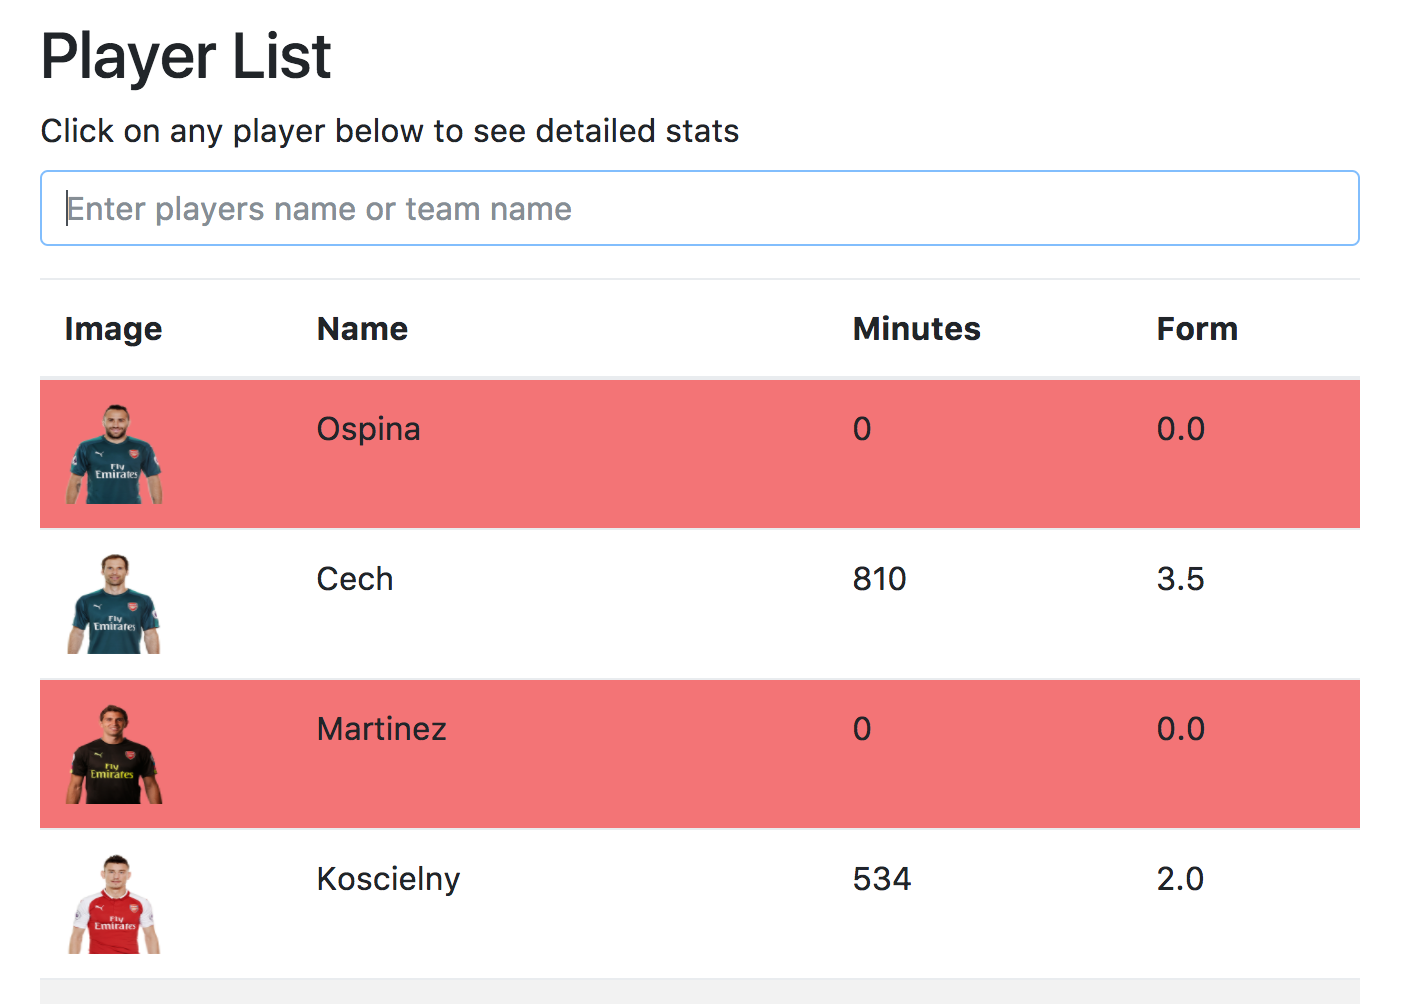 Player List
Click on any player below to see detailed stats
Enter players name or team name
Image Name Minutes Form
Ospina 0 0.0
Fly
Emirates
Cech 810 3.5
Fly
Emirates
Martinez 0 0.0
Fly
Emirates
Koscielny 534 2.0
Fly
Emirates